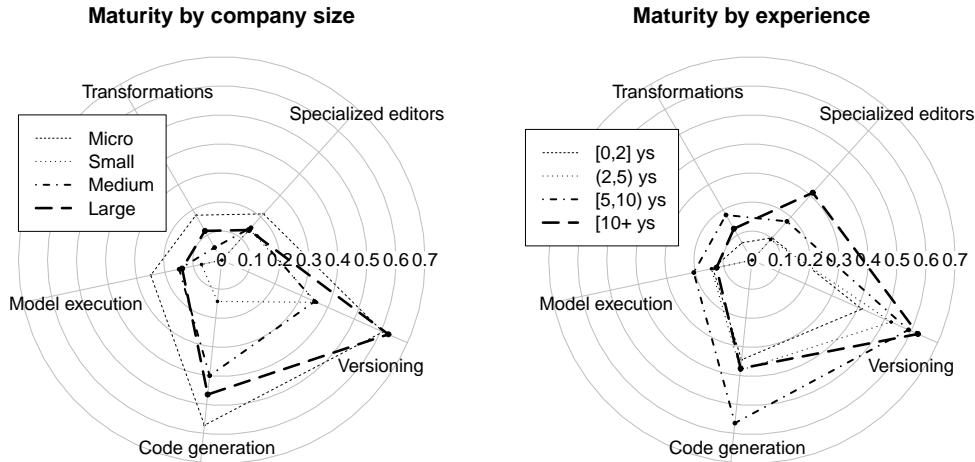 Maturity by company size
Transformations
Specialized editors
Micro
Small
Medium
Large
0 0.1 0.2 0.3 0.4 0.5 0.6 0.7
Model execution
Versioning
Code generation
Maturity by experience
Transformations
Specialized editors
[0,2] ys
(2,5) ys
[5,10) ys
[10+ ys
0 0.1 0.2 0.3 0.4 0.5 0.6 0.7
Model execution
Versioning
Code generation